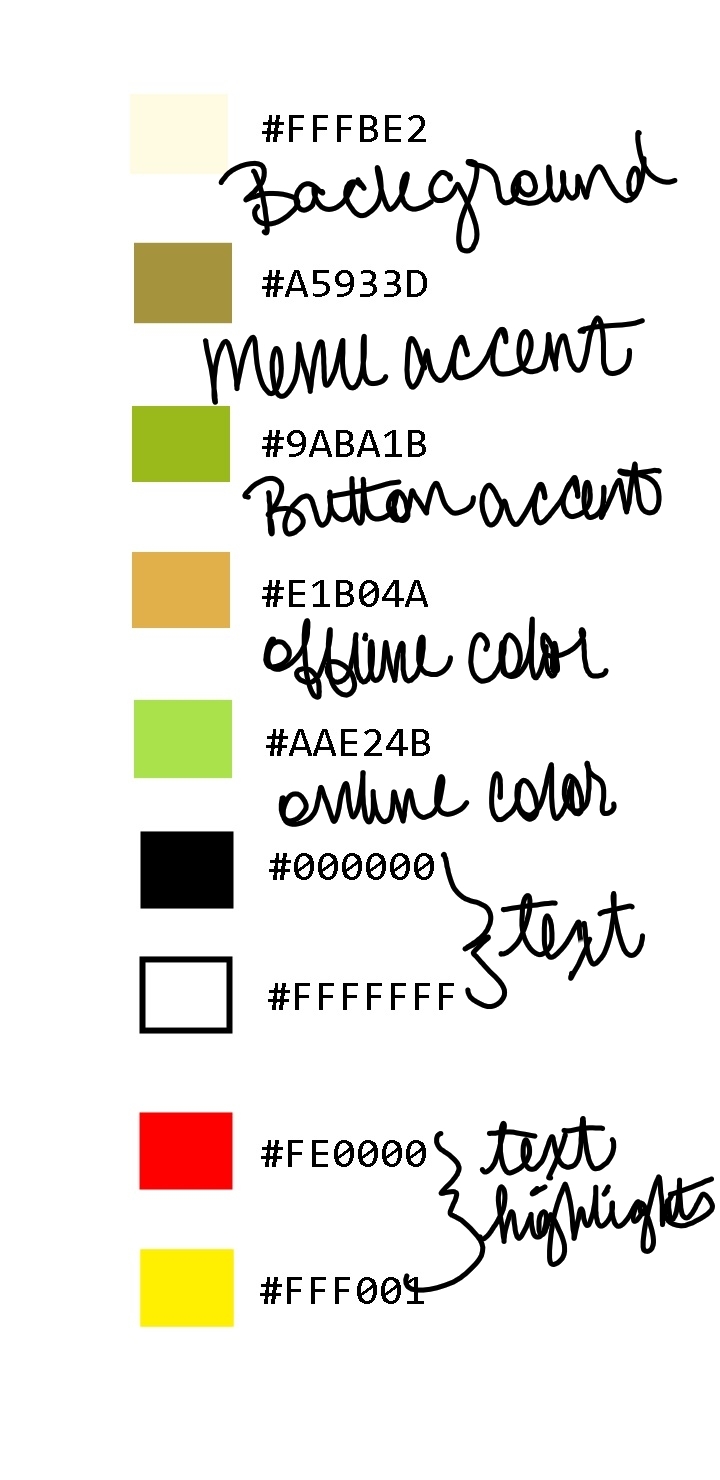 #FFFBE2
Background
#A5933D
Menu accent
#9ABA1B
Button accent
#E1B04A
offline color
#AAE24B
online color
#000000
text
#FFFFFFF
#FE0000
text
highlights
#FFF001